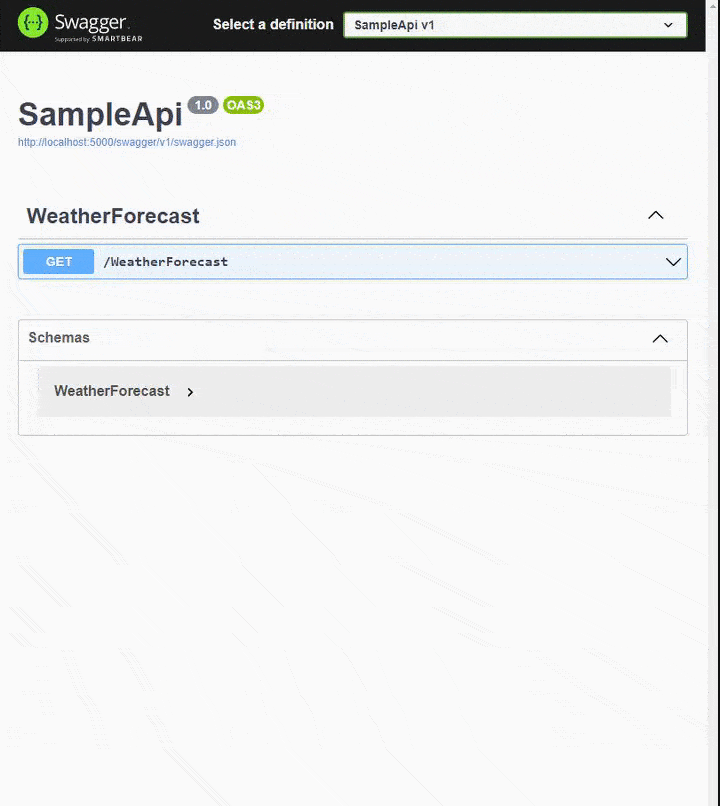 Swagger.
Supported by SMARTBEAR
Select a definition
SampleApi v1
SampleApi 1.0 OAS3
http://localhost:5000/swagger/v1/swagger.json
WeatherForecast
GET /WeatherForecast
Schemas
WeatherForecast